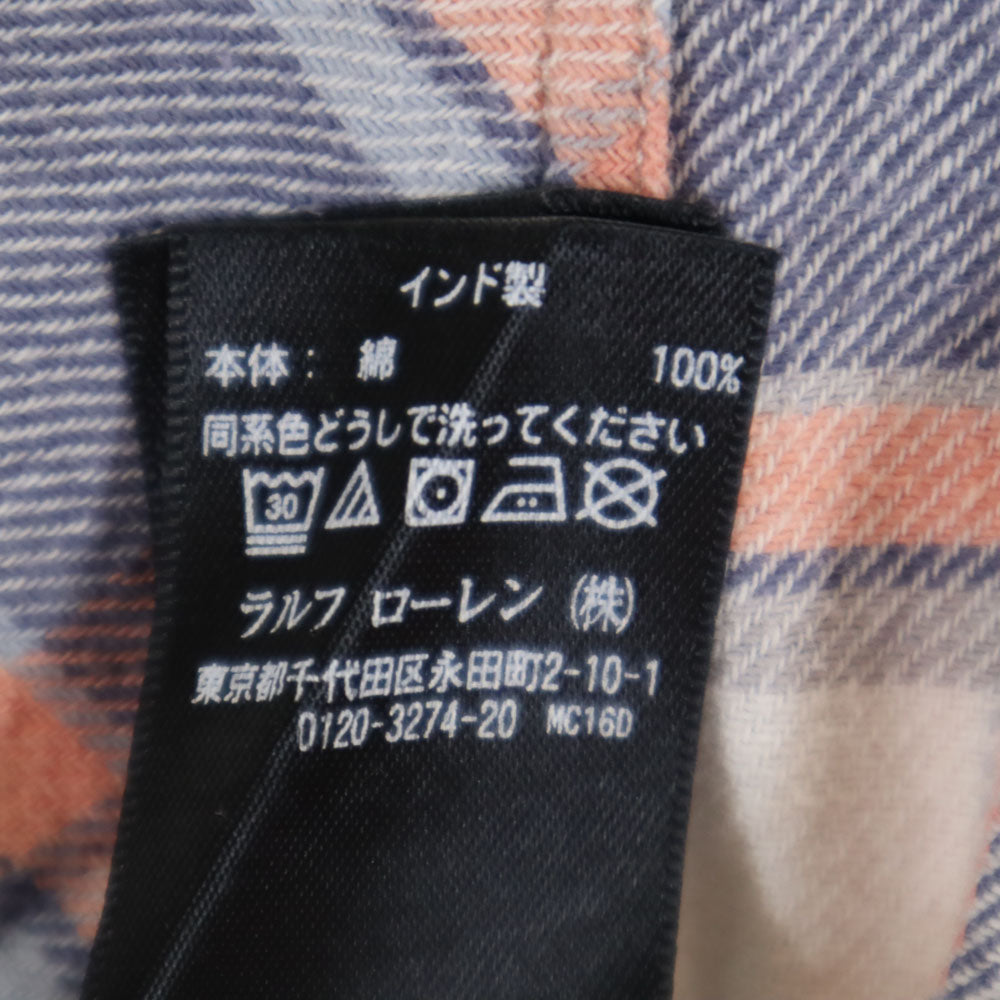 インド製
本体: 綿 100%
同系色どうしで洗ってください
30
ラルフ ローレン (株)
東京都千代田区永田町2-10-1
0120-3274-20 MC16D